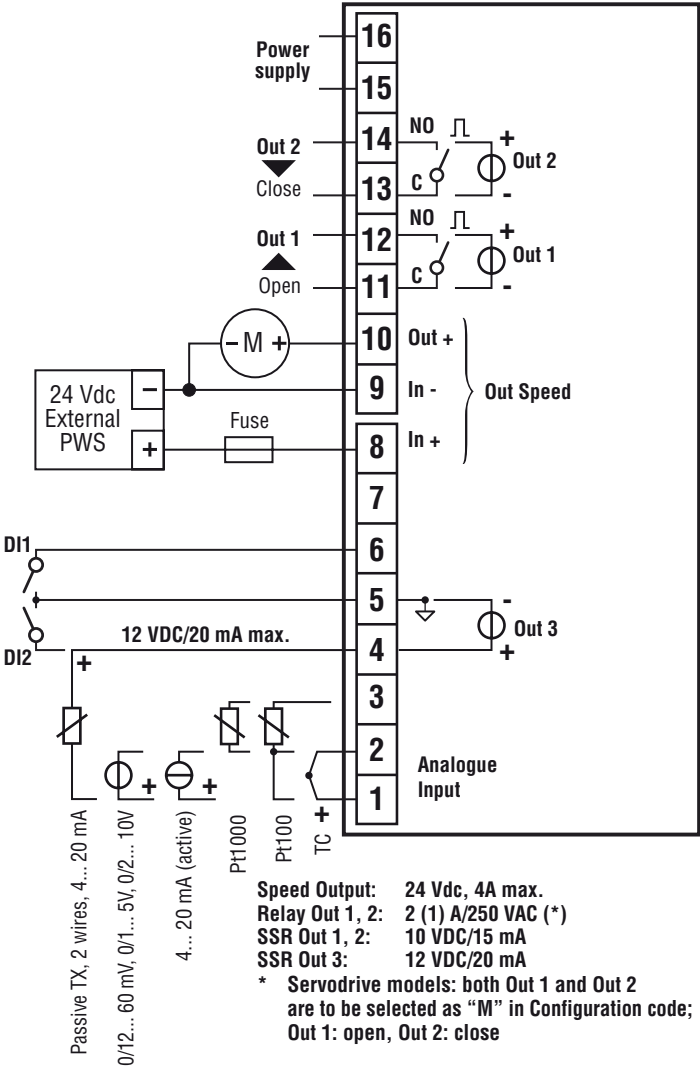 16
Power
supply
15
NO
14
Out 2
+
Out 2
Close
C
13
-
NO
12
Out 1
+
Out 1
Open
C
11
-
- M +
10
Out +
24 Vdc
External
PWS
-
9
In -
Out Speed
Fuse
+
8
In +
7
DI1
6
5
-
Out 3
12 VDC/20 mA max.
DI2
+
4
+
3
2
Analogue
Input
+
+
1
+
Passive TX, 2 wires, 4... 20 mA
0/12... 60 mV, 0/1... 5V, 0/2... 10V
4... 20 mA (active)
Pt1000
Pt100
TC
Speed Output: 24 Vdc, 4A max.
Relay Out 1, 2: 2 (1) A/250 VAC (*)
SSR Out 1, 2: 10 VDC/15 mA
SSR Out 3: 12 VDC/20 mA
* Servodrive models: both Out 1 and Out 2
are to be selected as “M” in Configuration code;
Out 1: open, Out 2: close